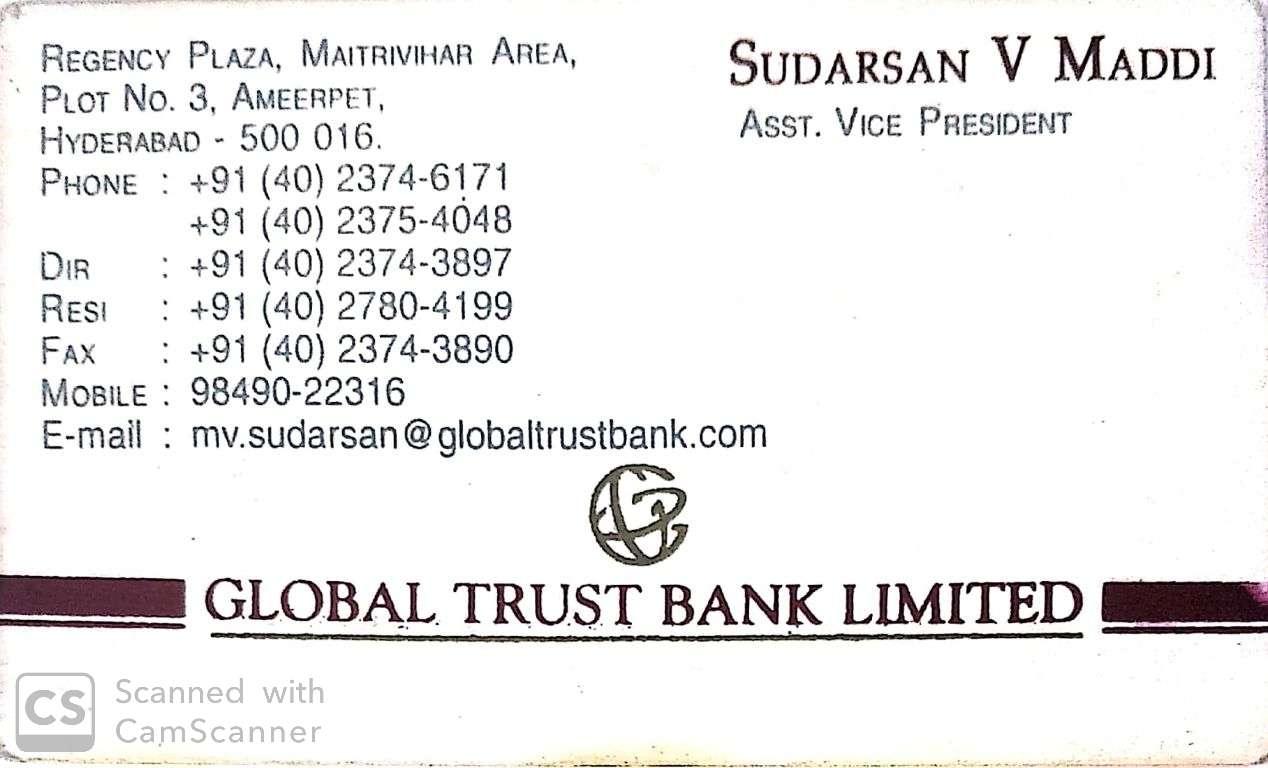 REGENCY PLAZA, MAITRIVIHAR AREA,
PLOT NO. 3, AMEERPET,
HYDERABAD - 500 016.
PHONE : +91 (40) 2374-6171
+91 (40) 2375-4048
DIR : +91 (40) 2374-3897
RESI : +91 (40) 2780-4199
FAX : +91 (40) 2374-3890
MOBILE : 98490-22316
E-mail : mv.sudarsan@globaltrustbank.com
SUDARSAN V MADDI
ASST. VICE PRESIDENT
GLOBAL TRUST BANK LIMITED
CS
Scanned with
CamScanner